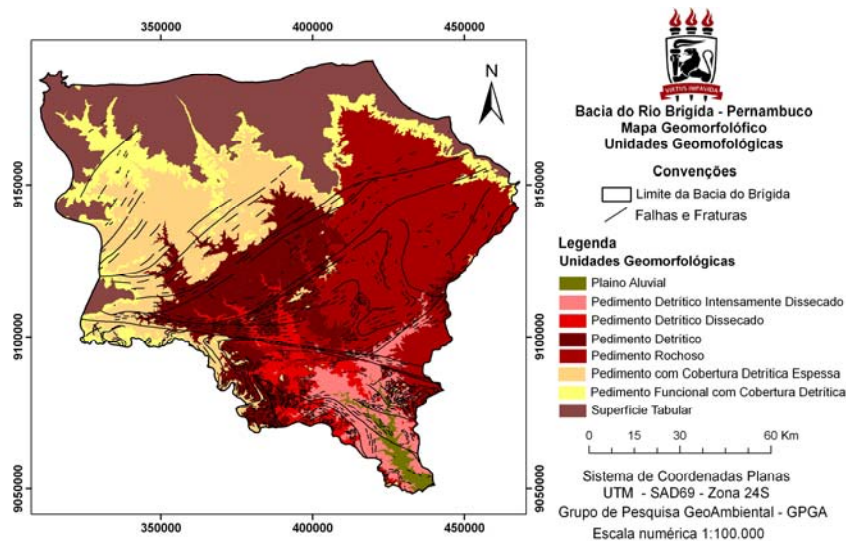 350000 400000 450000
N
9150000
9100000
9050000
9150000
9100000
9050000
350000 400000 450000
VIRTUS IMPAVIDA
Bacia do Rio Brígida - Pernambuco
Mapa Geomorfolófico
Unidades Geomofológicas
Convenções
Limite da Bacia do Brígida
Falhas e Fraturas
Legenda
Unidades Geomorfológicas
Plaino Aluvial
Pedimento Detrítico Intensamente Dissecado
Pedimento Detrítico Dissecado
Pedimento Detrítico
Pedimento Rochoso
Pedimento com Cobertura Detrítica Espessa
Pedimento Funcional com Cobertura Detrítica
Superfície Tabular
0 15 30 60 Km
Sistema de Coordenadas Planas
UTM - SAD69 - Zona 24S
Grupo de Pesquisa GeoAmbiental - GPGA
Escala numérica 1:100.000